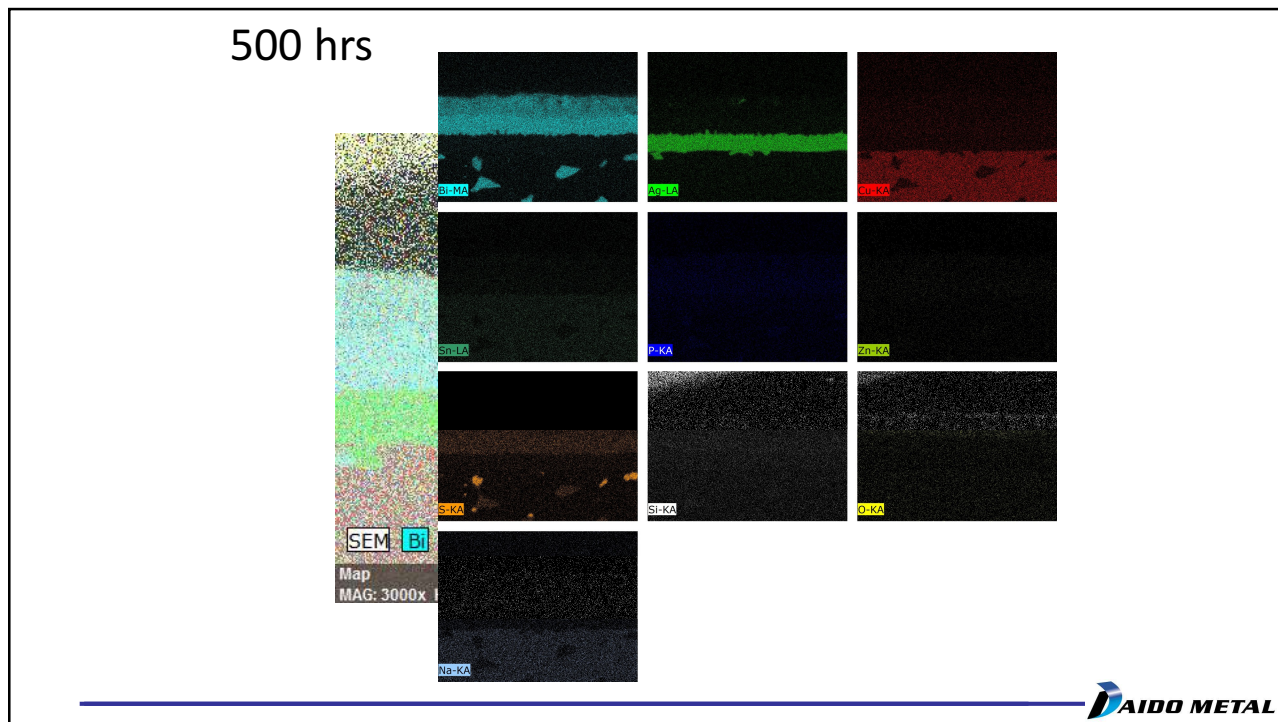 500 hrs
Bi-MA
Ag-LA
Cu-KA
Sn-LA
P-KA
Zn-KA
S-KA
Si-KA
O-KA
Na-KA
SEM Bi
Map
MAG: 3000x
DAIDO METAL